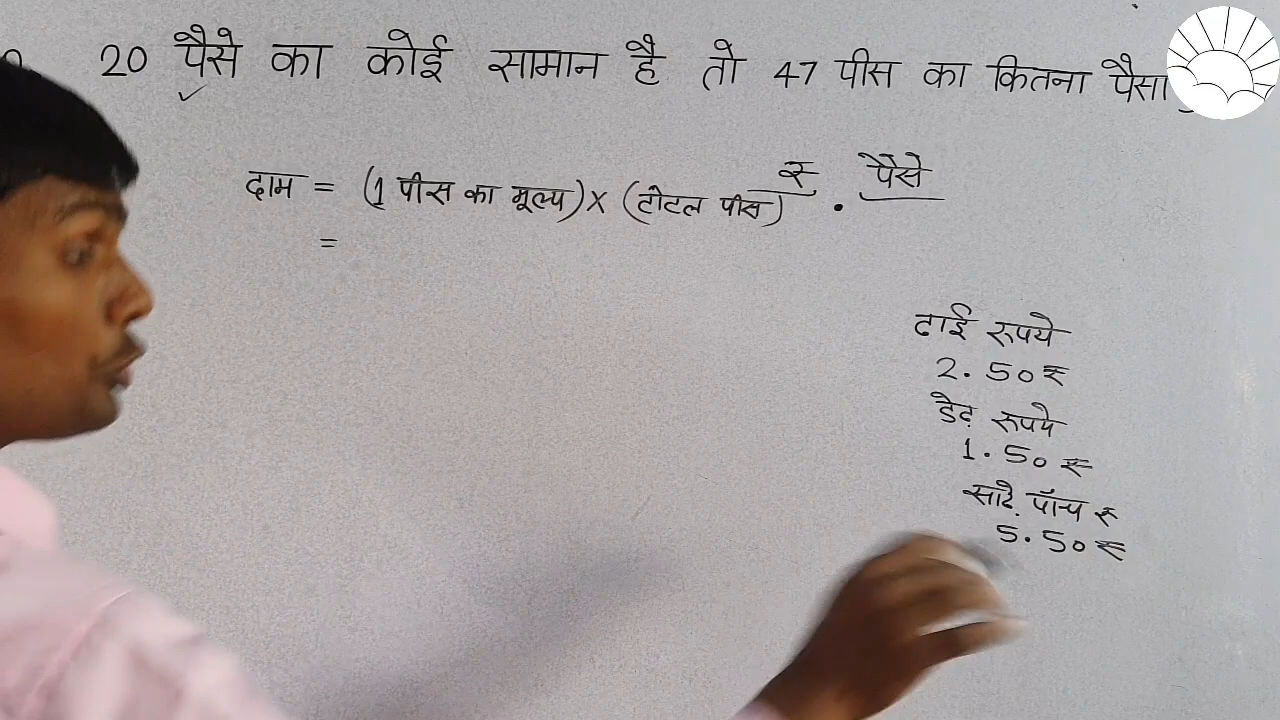 20 पैसे का कोई सामान है तो 47 पीस का कितना पैसा
दाम = (1 पीस का मूल्य) × (टोटल पीस) रु . पैसे
=
ढाई रूपये
2.50₹
डेढ़ रूपये
1.50₹
साढ़े पाँच रु
5.50₹